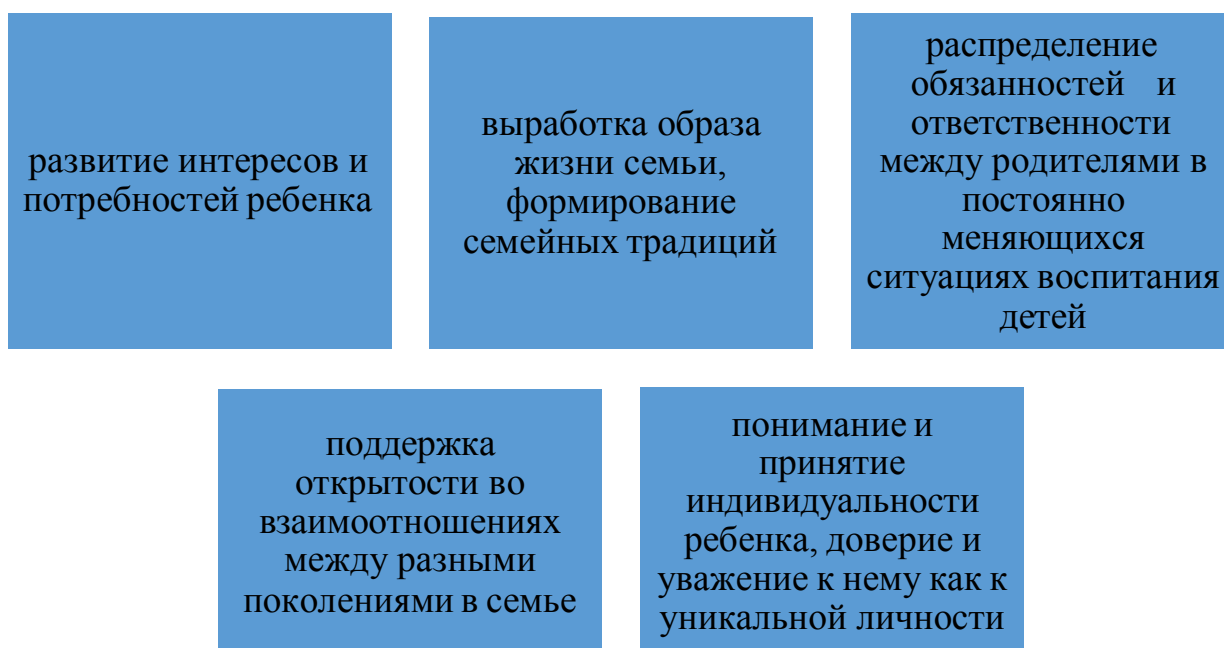 развитие интересов и
потребностей ребенка
выработка образа
жизни семьи,
формирование
семейных традиций
распределение
обязанностей и
ответственности
между родителями в
постоянно
меняющихся
ситуациях воспитания
детей
поддержка
открытости во
взаимоотношениях
между разными
поколениями в семье
понимание и
принятие
индивидуальности
ребенка, доверие и
уважение к нему как к
уникальной личности